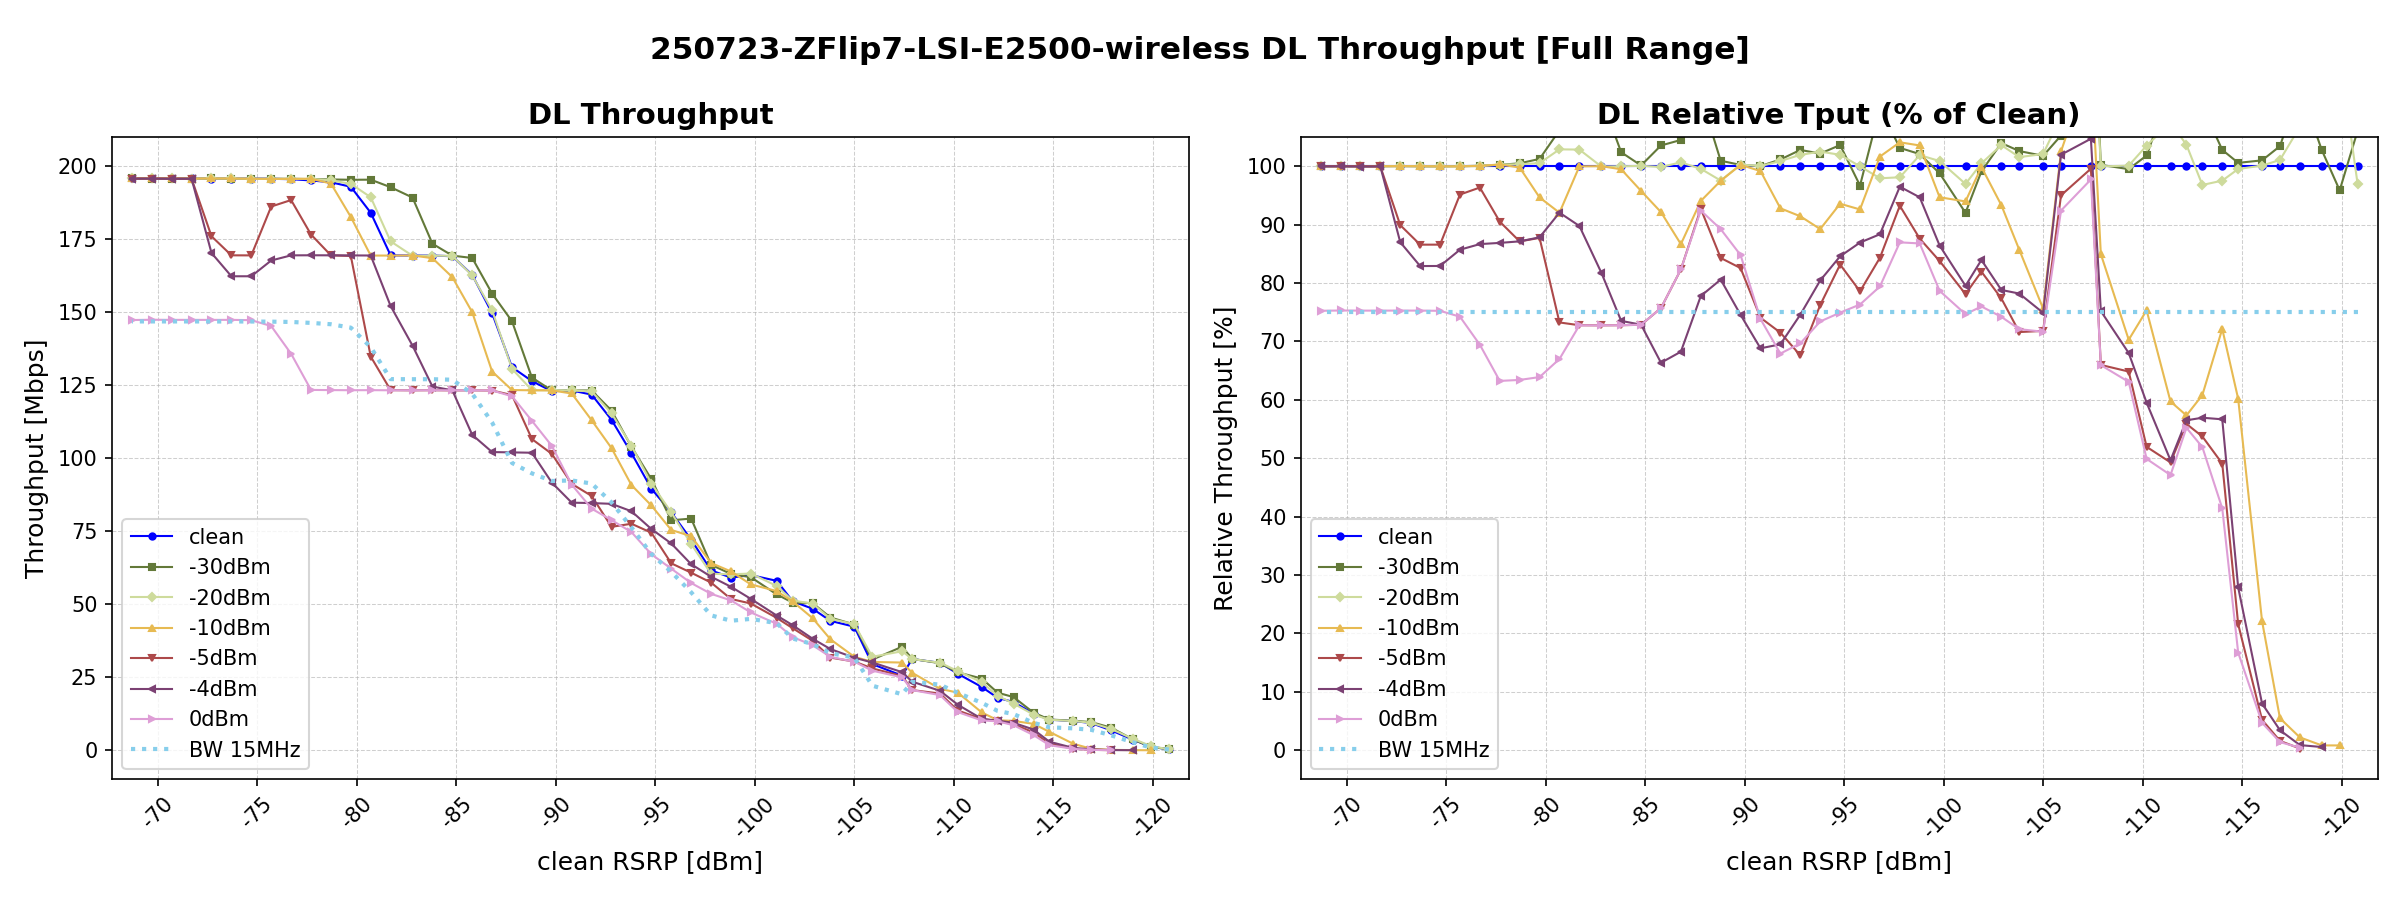 250723-ZFlip7-LSI-E2500-wireless DL Throughput [Full Range]
DL Throughput
Throughput [Mbps]
200
175
150
125
100
75
50
25
0
clean
-30dBm
-20dBm
-10dBm
-5dBm
-4dBm
0dBm
BW 15MHz
-70
-75
-80
-85
-90
-95
-100
-105
-110
-115
-120
clean RSRP [dBm]
DL Relative Tput (% of Clean)
Relative Throughput [%]
100
90
80
70
60
50
40
30
20
10
0
clean
-30dBm
-20dBm
-10dBm
-5dBm
-4dBm
0dBm
BW 15MHz
-70
-75
-80
-85
-90
-95
-100
-105
-110
-115
-120
clean RSRP [dBm]